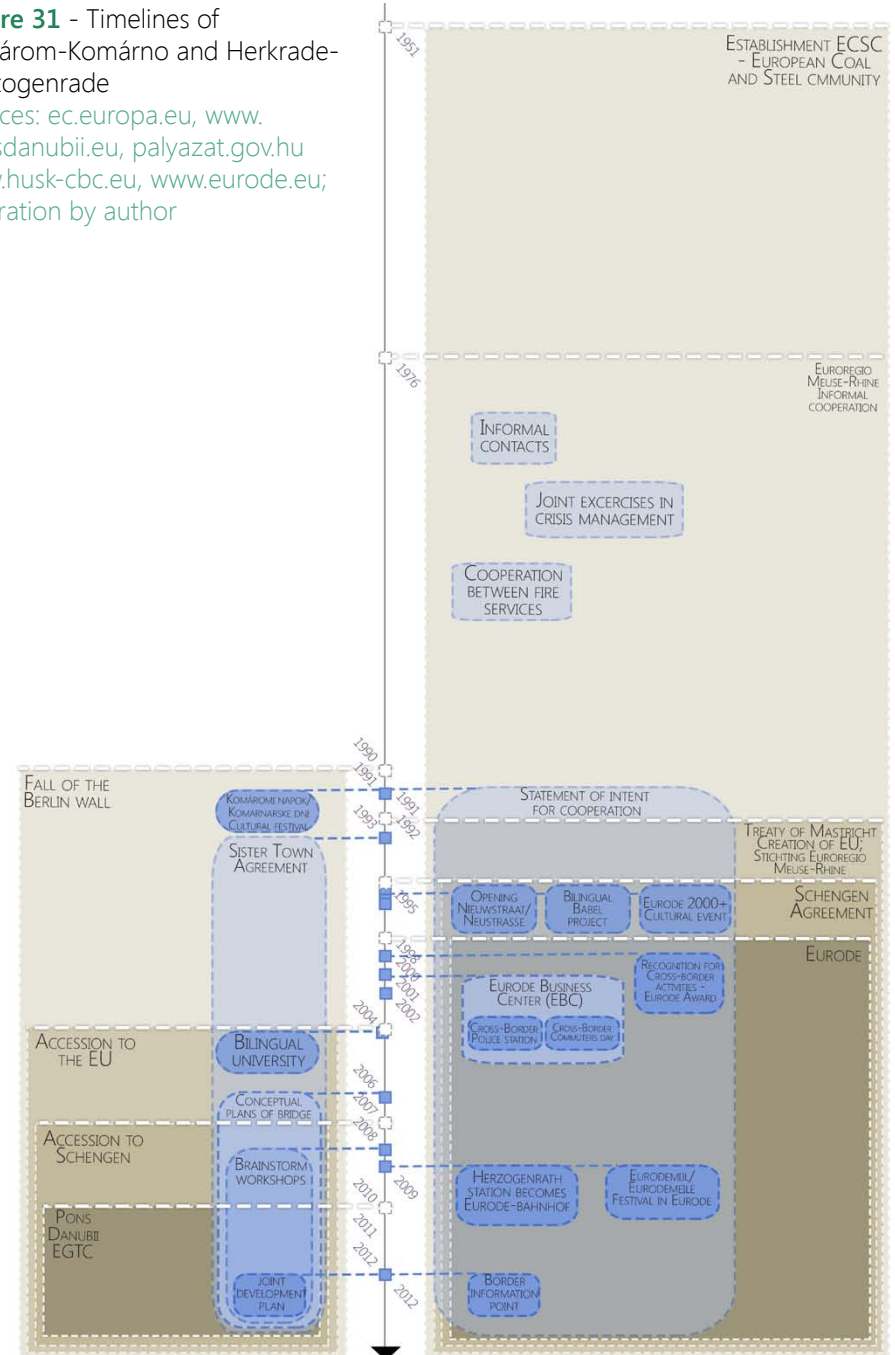 re 31 - Timelines of
árom-Komárno and Herkrade-
togenrade
ces: ec.europa.eu, www.
sdanubii.eu, palyazat.gov.hu
w.husk-cbc.eu, www.eurode.eu;
ration by author
1951
ESTABLISHMENT ECSC
- EUROPEAN COAL
AND STEEL CMMUNITY
1976
EUROREGIO
MEUSE-RHINE
INFORMAL
COOPERATION
INFORMAL
CONTACTS
JOINT EXCERCISES IN
CRISIS MANAGEMENT
COOPERATION
BETWEEN FIRE
SERVICES
1990
1991
1993
FALL OF THE
BERLIN WALL
KOMÁROMI NAPOK/
KOMARNARSKE DNI
CULTURAL FESTIVAL
SISTER TOWN
AGREEMENT
1991
1992
STATEMENT OF INTENT
FOR COOPERATION
TREATY OF MASTRICHT
CREATION OF EU;
STICHTING EUROREGIO
MEUSE-RHINE
1995
OPENING
NIEUWSTRAAT/
NEUSTRASSE
BILINGUAL
BABEL
PROJECT
EURODE 2000+
CULTURAL EVENT
SCHENGEN
AGREEMENT
1998
2000
2001
2002
EURODE
RECOGNITION FOR
CROSS-BORDER
ACTIVITIES -
EURODE AWARD
EURODE BUSINESS
CENTER (EBC)
CROSS-BORDER
POLICE STATION
CROSS-BORDER
COMMUTERS DAY
2004
ACCESSION TO
THE EU
BILINGUAL
UNIVERSITY
2006
2007
CONCEPTUAL
PLANS OF BRIDGE
2008
ACCESSION TO
SCHENGEN
BRAINSTORM
WORKSHOPS
2009
HERZOGENRATH
STATION BECOMES
EURODE-BAHNHOF
EURODEMIJL/
EURODEMEILE
FESTIVAL IN EURODE
2010
2011
PONS
DANUBII
EGTC
2012
JOINT
DEVELOPMENT
PLAN
2012
BORDER
INFORMATION
POINT